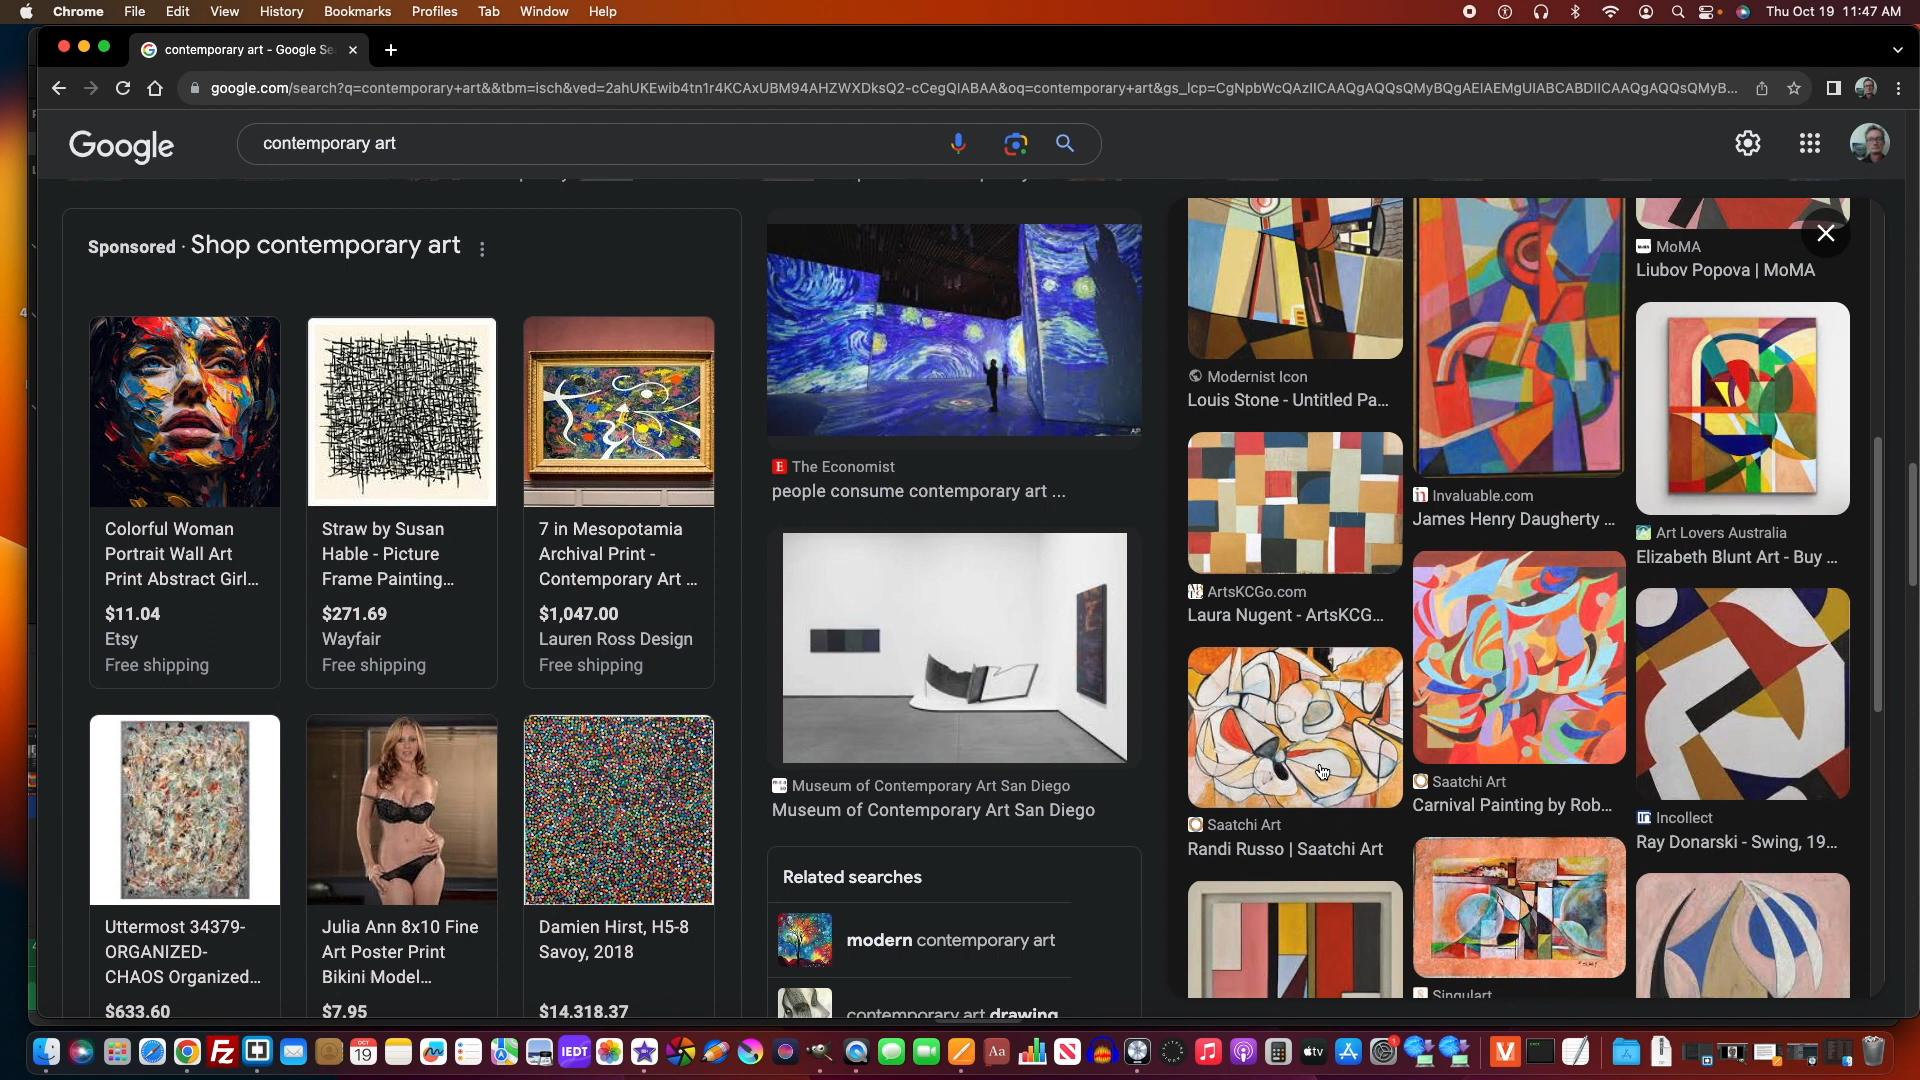 Chrome File Edit View History Bookmarks Profiles Tab Window Help
Thu Oct 19 11:47 AM
contemporary art - Google Se
google.com/search?q=contemporary+art&&tbm=isch&ved=2ahUKEwib4tn1r4KCAxUBM94AHZWXDksQ2-cCegQIABAA&oq=contemporary+art&gs_lcp=CgNpbWcQAzIICAAQgAQQsQMyBQgAEIAEMgUIABCABDIICAAQgAQQsQMyB...
Google
contemporary art
Sponsored · Shop contemporary art
Colorful Woman
Portrait Wall Art
Print Abstract Girl...
$11.04
Etsy
Free shipping
Straw by Susan
Hable - Picture
Frame Painting...
$271.69
Wayfair
Free shipping
7 in Mesopotamia
Archival Print -
Contemporary Art ...
$1,047.00
Lauren Ross Design
Free shipping
Uttermost 34379-
ORGANIZED-
CHAOS Organized...
$633.60
Julia Ann 8x10 Fine
Art Poster Print
Bikini Model...
$7.95
Damien Hirst, H5-8
Savoy, 2018
$14,318.37
AP
The Economist
people consume contemporary art ...
Museum of Contemporary Art San Diego
Museum of Contemporary Art San Diego
Related searches
modern contemporary art
contemporary art drawing
Modernist Icon
Louis Stone - Untitled Pa...
ArtsKCGo.com
Laura Nugent - ArtsKCG...
Saatchi Art
Randi Russo | Saatchi Art
Invaluable.com
James Henry Daugherty ...
Saatchi Art
Carnival Painting by Rob...
Singulart
MoMA
Liubov Popova | MoMA
Art Lovers Australia
Elizabeth Blunt Art - Buy ...
Incollect
Ray Donarski - Swing, 19...
OCT
19
IEDT
Aa
tv